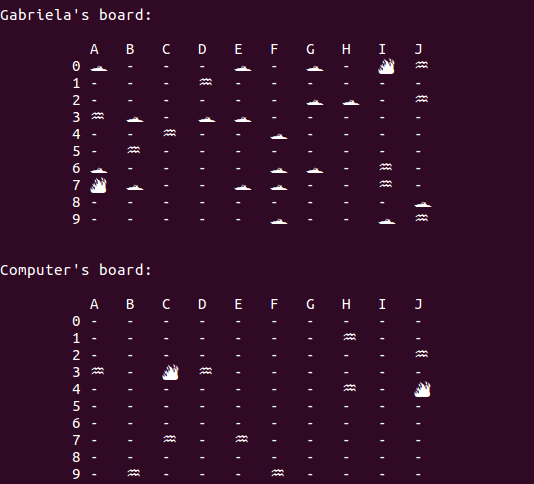 Gabriela's board:
A B C D E F G H I J
0 🛥 - - - 🛥 - 🛥 - 🔥 ♒
1 - - - ♒ - - - - - -
2 - - - - - - 🛥 🛥 - ♒
3 ♒ 🛥 - 🛥 🛥 - - - - -
4 - - ♒ - - 🛥 - - - -
5 - ♒ - - - - - - - -
6 🛥 - - - - 🛥 🛥 - ♒ -
7 🔥 🛥 - - 🛥 🛥 - - ♒ -
8 - - - - - - - - - 🛥
9 - - - - - 🛥 - - 🛥 ♒
Computer's board:
A B C D E F G H I J
0 - - - - - - - - - -
1 - - - - - - - ♒ - -
2 - - - - - - - - - ♒
3 ♒ - 🔥 ♒ - - - - - -
4 - - - - - - - ♒ - 🔥
5 - - - - - - - - - -
6 - - - - - - - - - -
7 - - ♒ - ♒ - - - - -
8 - - - - - - - - - -
9 - ♒ - - - ♒ - - - -